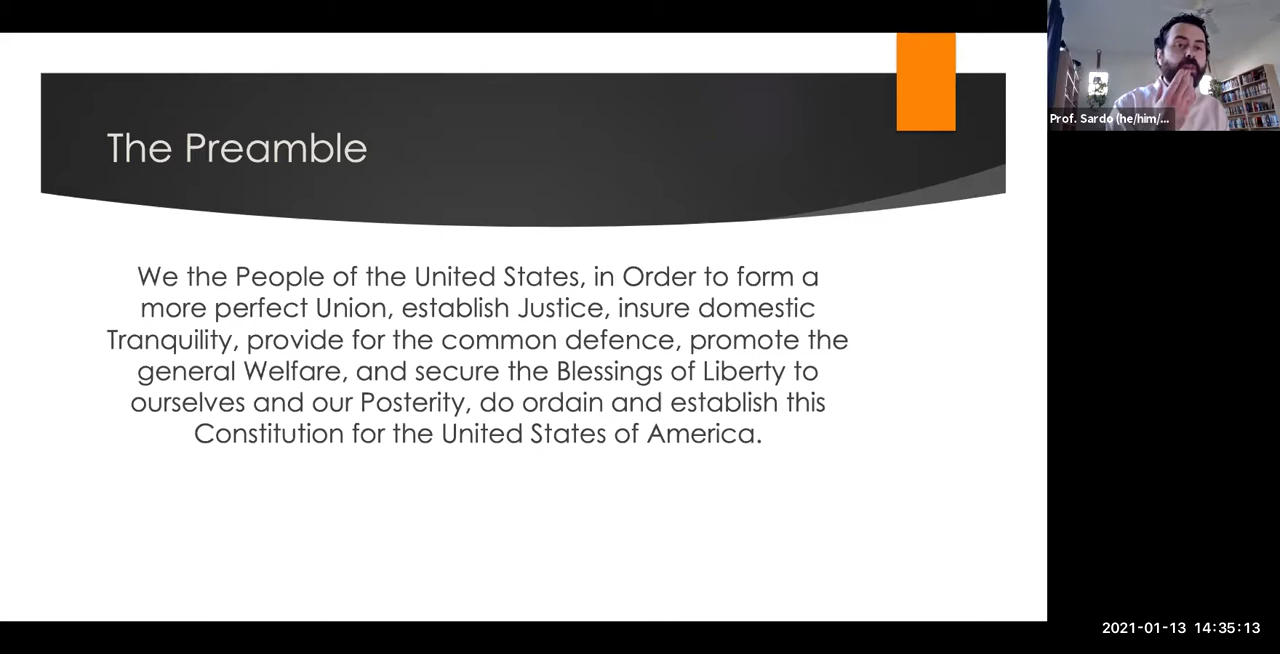 The Preamble
We the People of the United States, in Order to form a
more perfect Union, establish Justice, insure domestic
Tranquility, provide for the common defence, promote the
general Welfare, and secure the Blessings of Liberty to
ourselves and our Posterity, do ordain and establish this
Constitution for the United States of America.
Prof. Sardo (he/him/...
2021-01-13 14:35:13